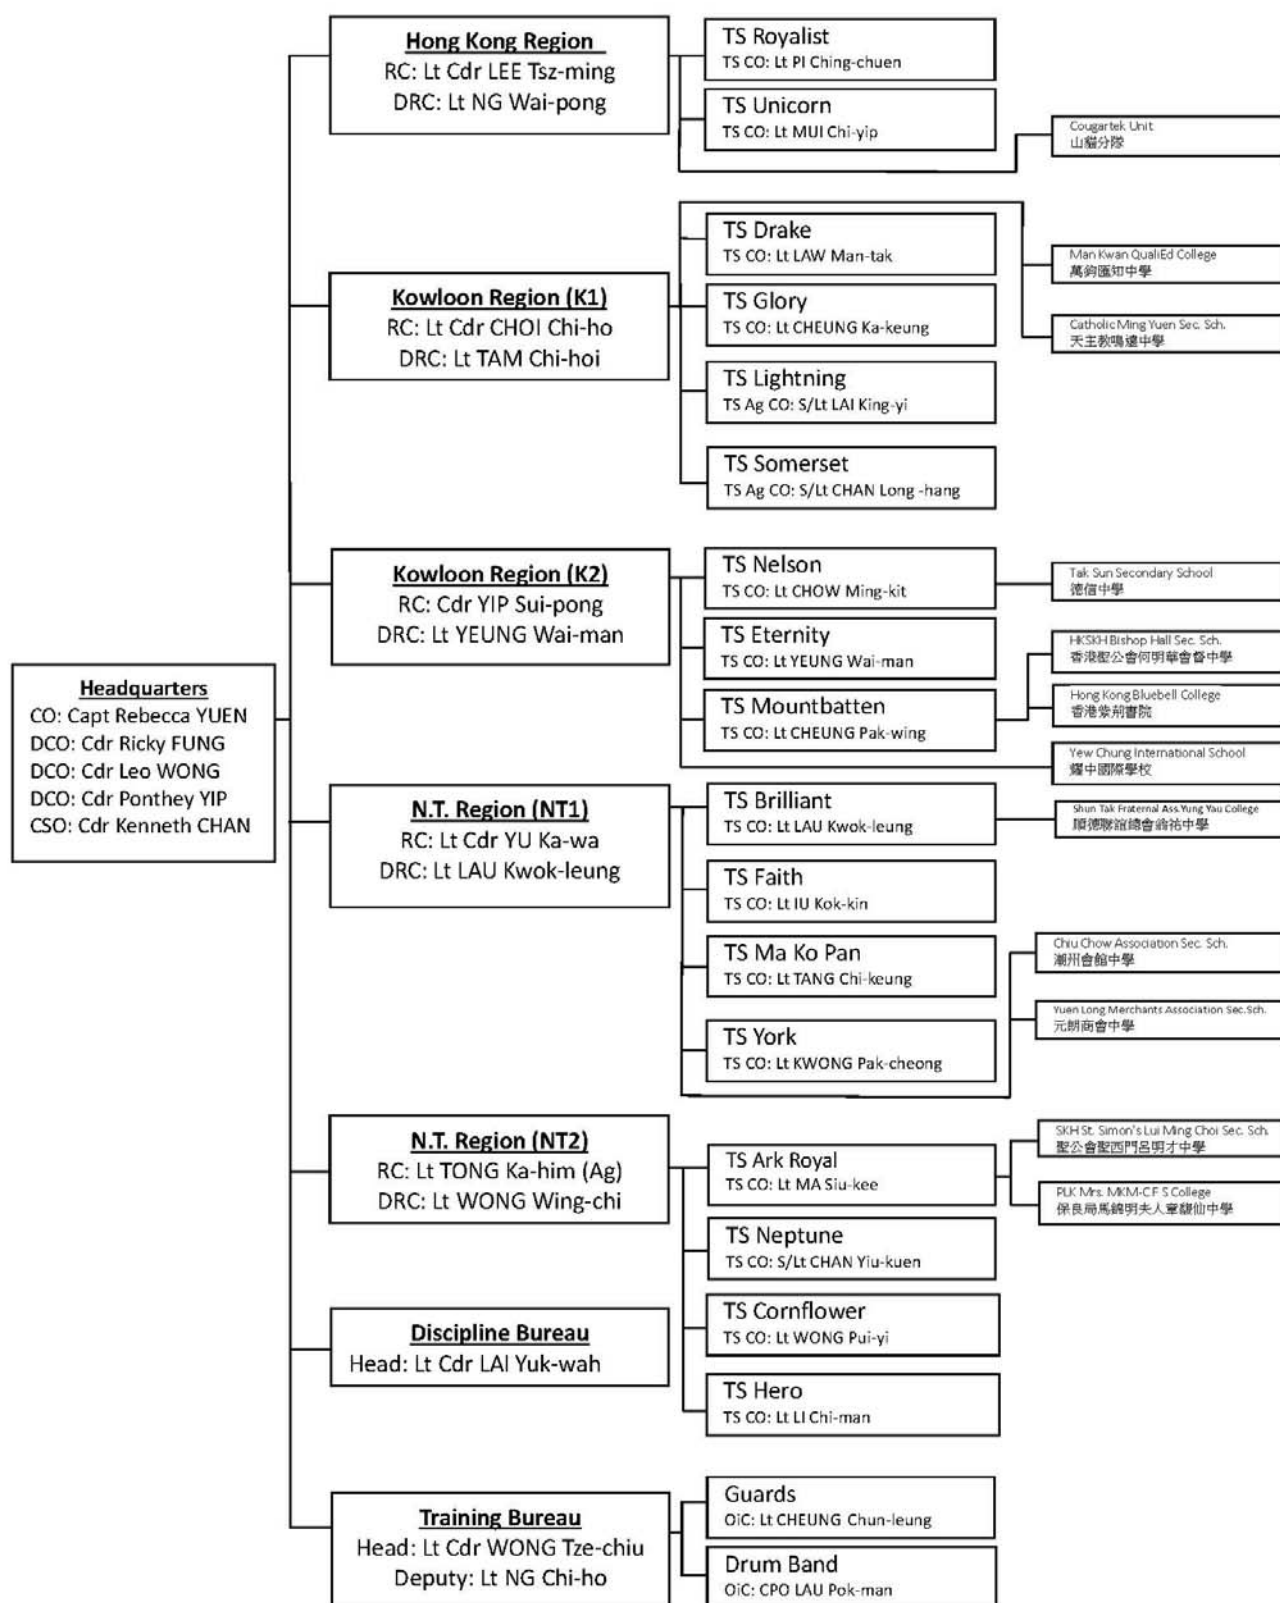 Hong Kong Region
RC: Lt Cdr LEE Tsz-ming
DRC: Lt NG Wai-pong
TS Royalist
TS CO: Lt PI Ching-chuen
TS Unicorn
TS CO: Lt MUI Chi-yip
Cougartek Unit
山貓分隊
Kowloon Region (K1)
RC: Lt Cdr CHOI Chi-ho
DRC: Lt TAM Chi-hoi
TS Drake
TS CO: Lt LAW Man-tak
TS Glory
TS CO: Lt CHEUNG Ka-keung
TS Lightning
TS Ag CO: S/Lt LAI King-yi
TS Somerset
TS Ag CO: S/Lt CHAN Long -hang
Man Kwan QualiEd College
萬鈞匯知中學
Catholic Ming Yuen Sec. Sch.
天主教鳴遠中學
Kowloon Region (K2)
RC: Cdr YIP Sui-pong
DRC: Lt YEUNG Wai-man
TS Nelson
TS CO: Lt CHOW Ming-kit
TS Eternity
TS CO: Lt YEUNG Wai-man
TS Mountbatten
TS CO: Lt CHEUNG Pak-wing
Tak Sun Secondary School
德信中學
HKSKH Bishop Hall Sec. Sch.
香港聖公會何明華會督中學
Hong Kong Bluebell College
香港紫荊書院
Yew Chung International School
耀中國際學校
Headquarters
CO: Capt Rebecca YUEN
DCO: Cdr Ricky FUNG
DCO: Cdr Leo WONG
DCO: Cdr Ponthey YIP
CSO: Cdr Kenneth CHAN
N.T. Region (NT1)
RC: Lt Cdr YU Ka-wa
DRC: Lt LAU Kwok-leung
TS Brilliant
TS CO: Lt LAU Kwok-leung
TS Faith
TS CO: Lt IU Kok-kin
TS Ma Ko Pan
TS CO: Lt TANG Chi-keung
TS York
TS CO: Lt KWONG Pak-cheong
Shun Tak Fraternal Ass.Yung Yau College
順德聯誼總會翁祐中學
Chiu Chow Association Sec. Sch.
潮州會館中學
Yuen Long Merchants Association Sec.Sch.
元朗商會中學
N.T. Region (NT2)
RC: Lt TONG Ka-him (Ag)
DRC: Lt WONG Wing-chi
TS Ark Royal
TS CO: Lt MA Siu-kee
TS Neptune
TS CO: S/Lt CHAN Yiu-kuen
TS Cornflower
TS CO: Lt WONG Pui-yi
TS Hero
TS CO: Lt LI Chi-man
SKH St. Simon's Lui Ming Choi Sec. Sch.
聖公會聖西門呂明才中學
PLK Mrs. MKM-C F S College
保良局馬錦明夫人章馥仙中學
Discipline Bureau
Head: Lt Cdr LAI Yuk-wah
Training Bureau
Head: Lt Cdr WONG Tze-chiu
Deputy: Lt NG Chi-ho
Guards
OiC: Lt CHEUNG Chun-leung
Drum Band
OiC: CPO LAU Pok-man